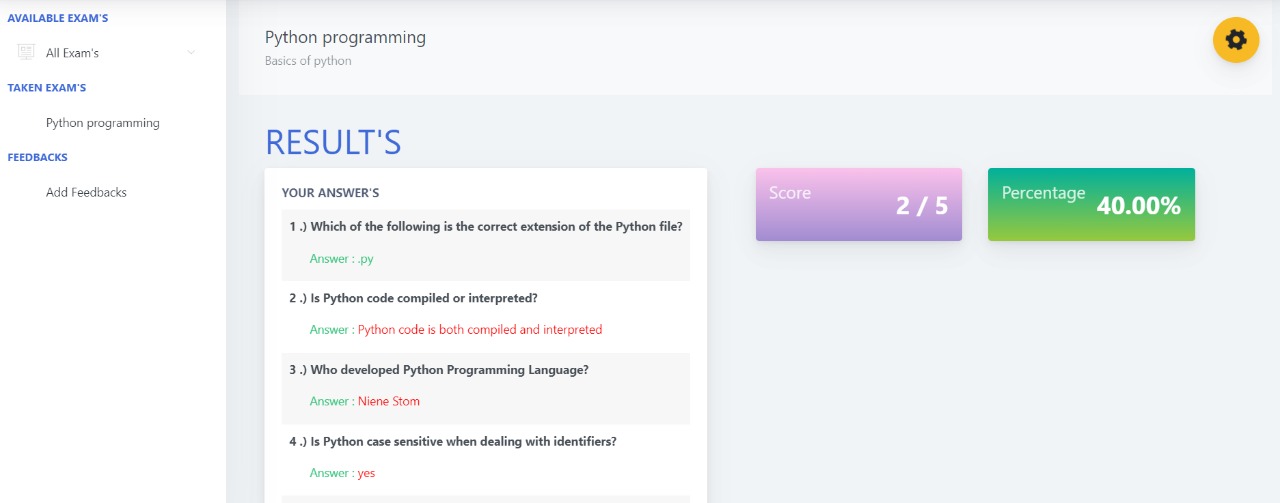 AVAILABLE EXAM'S
All Exam's
TAKEN EXAM'S
Python programming
FEEDBACKS
Add Feedbacks
Python programming
Basics of python
RESULT'S
YOUR ANSWER'S
1 .) Which of the following is the correct extension of the Python file?
Answer : .py
2 .) Is Python code compiled or interpreted?
Answer : Python code is both compiled and interpreted
3 .) Who developed Python Programming Language?
Answer : Niene Stom
4 .) Is Python case sensitive when dealing with identifiers?
Answer : yes
Score
2 / 5
Percentage
40.00%